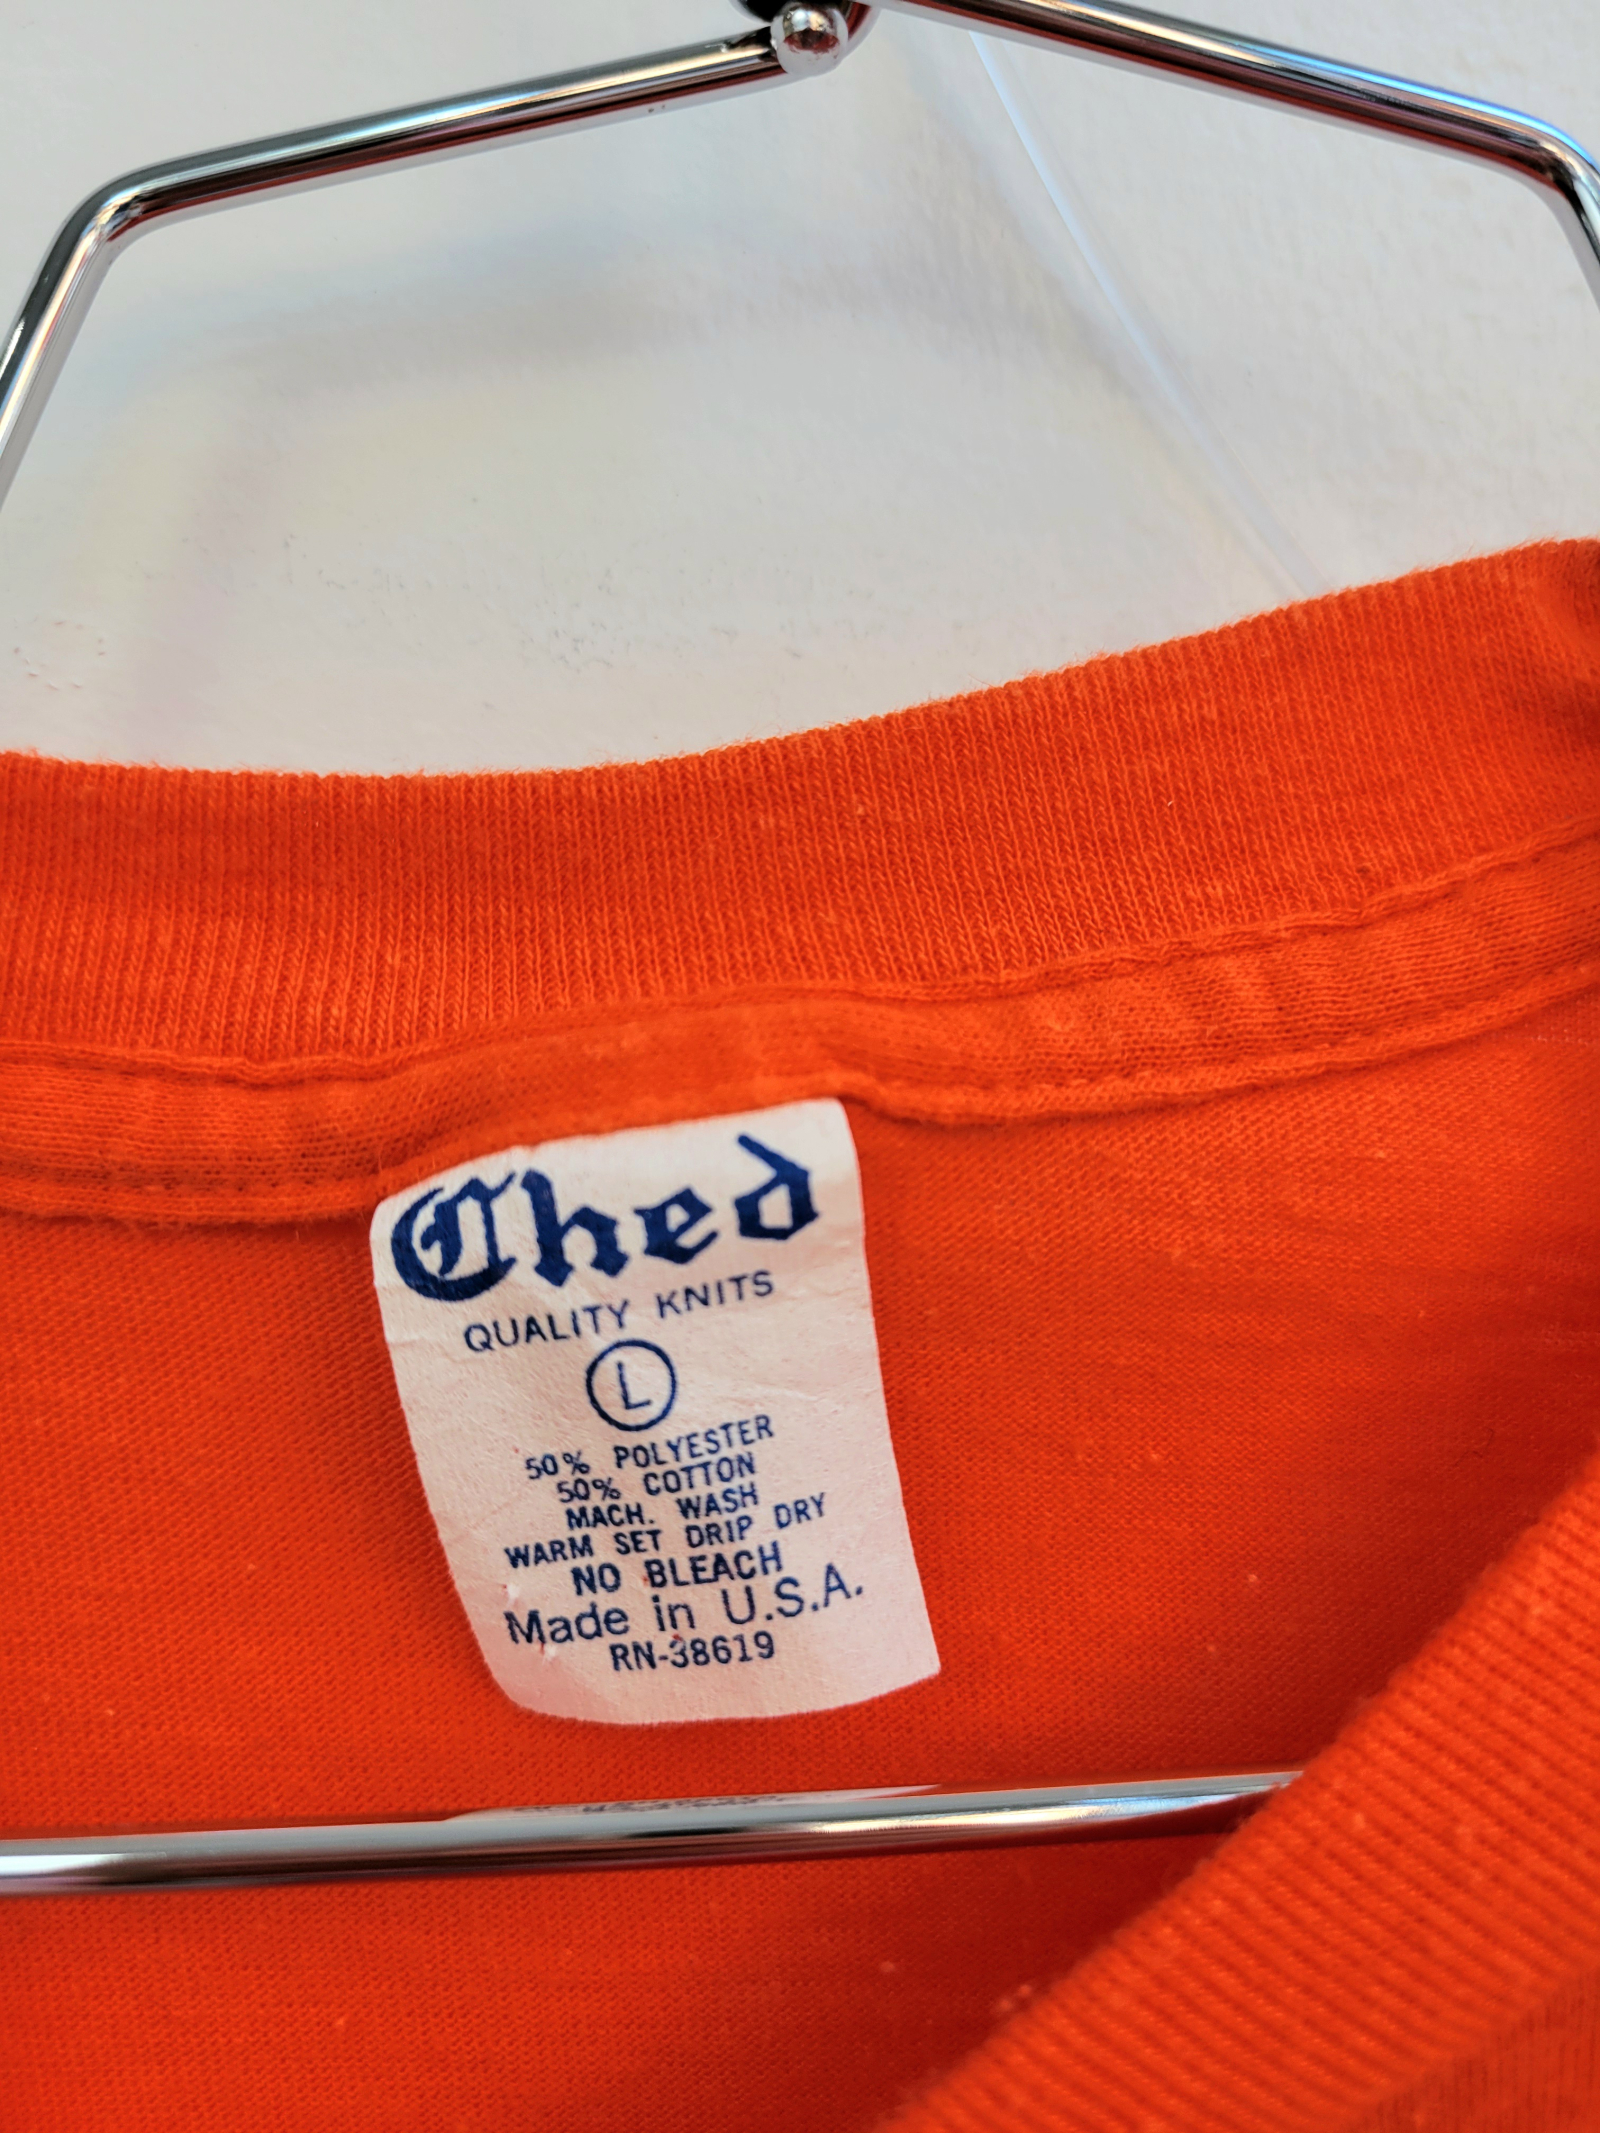 Ched
QUALITY KNITS
L
50% POLYESTER
50% COTTON
MACH. WASH
WARM SET DRIP DRY
NO BLEACH
Made in U.S.A.
RN-38619